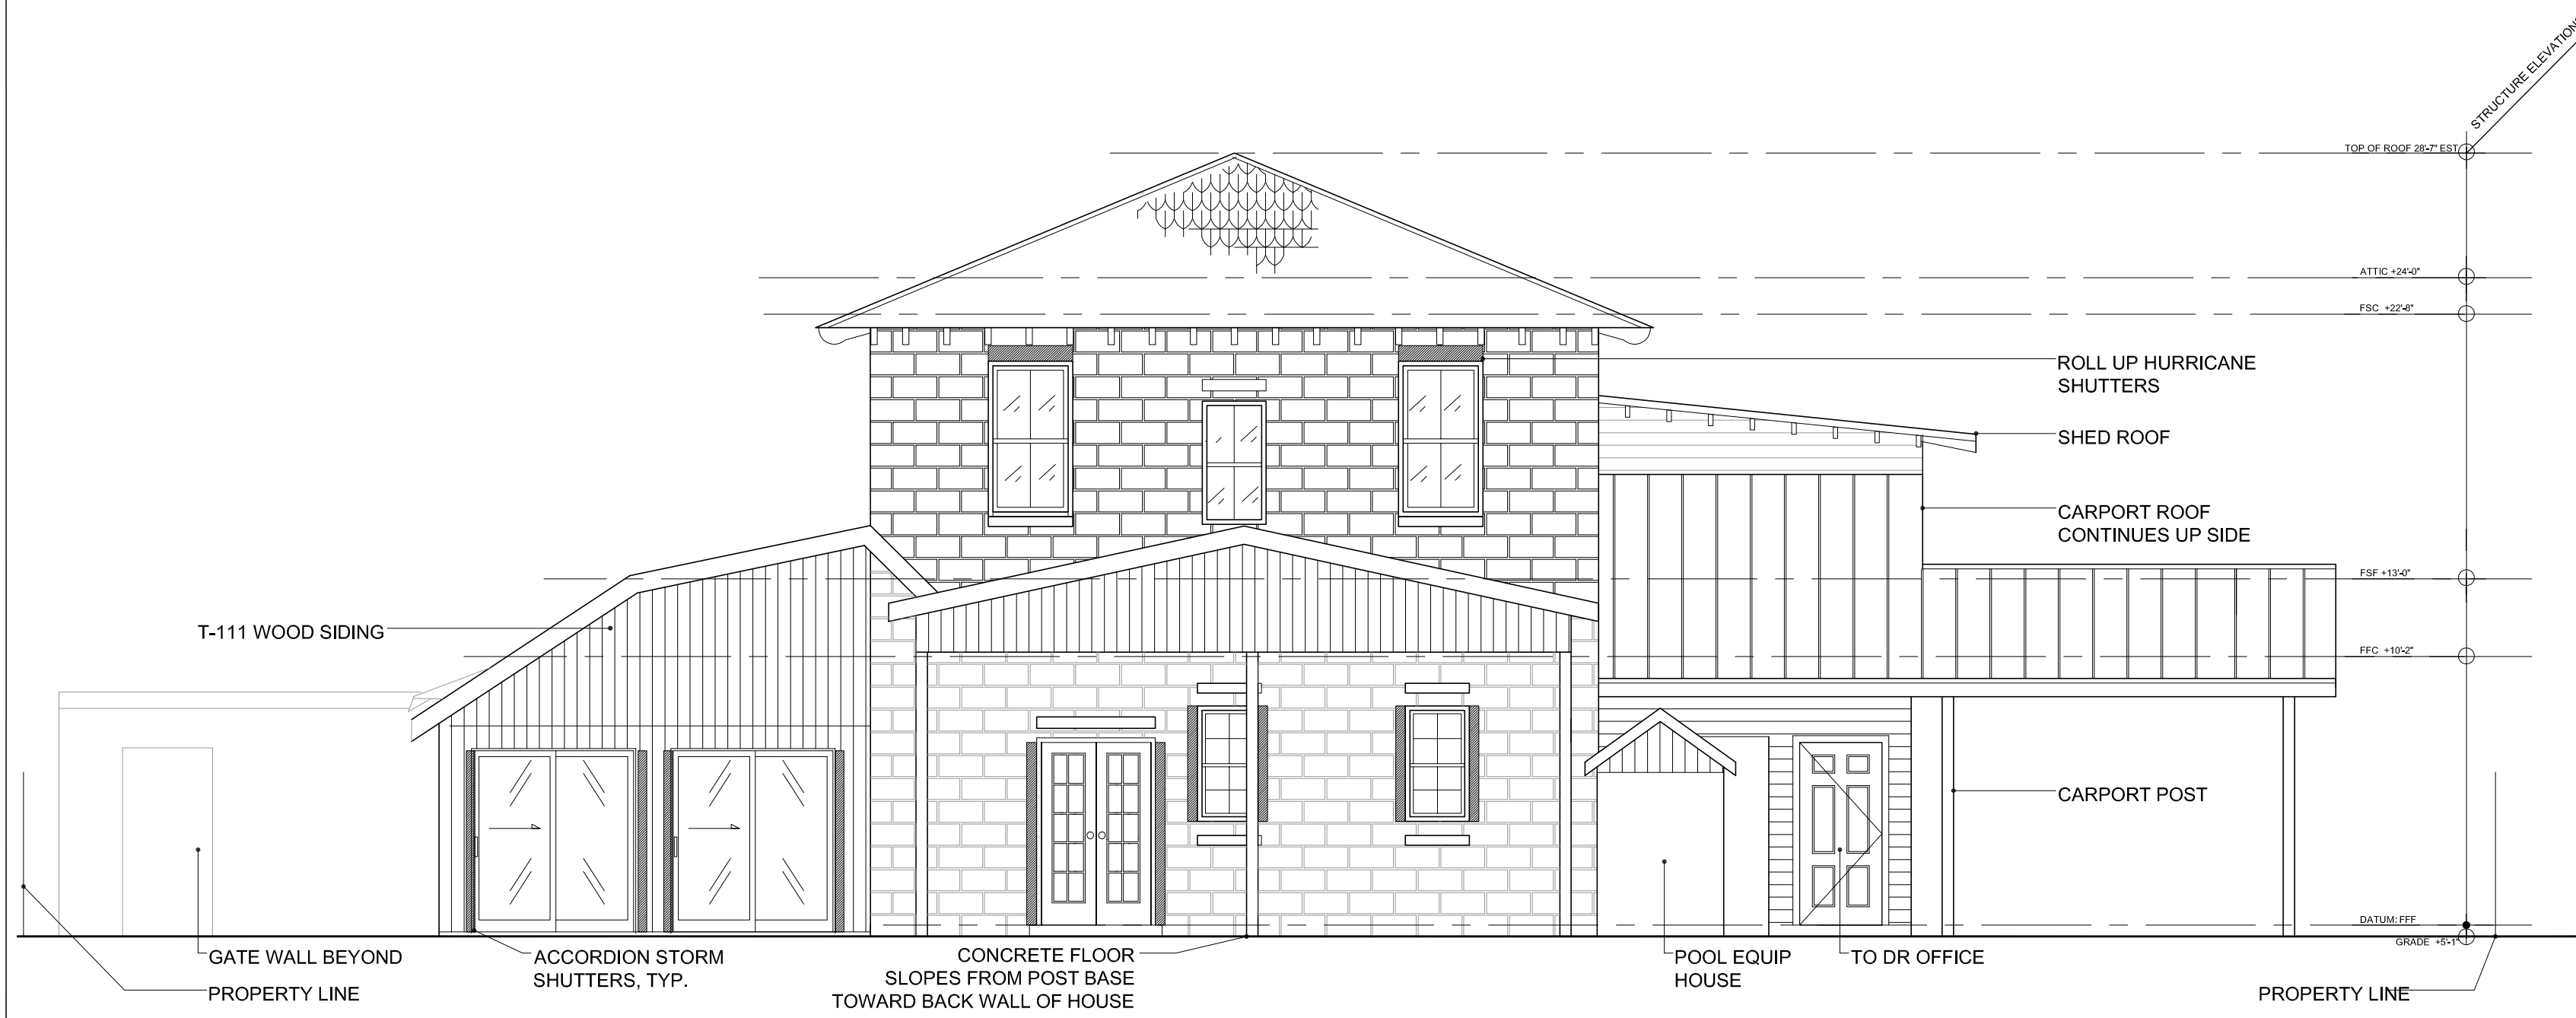 STRUCTURE ELEVATION
TOP OF ROOF 28'-7" EST
ATTIC +24'-0"
FSC +22'-8"
ROLL UP HURRICANE
SHUTTERS
SHED ROOF
CARPORT ROOF
CONTINUES UP SIDE
FSF +13'-0"
T-111 WOOD SIDING
FFC +10'-2"
CARPORT POST
DATUM: FFF
GRADE +5'-1"
GATE WALL BEYOND
PROPERTY LINE
ACCORDION STORM
SHUTTERS, TYP.
CONCRETE FLOOR
SLOPES FROM POST BASE
TOWARD BACK WALL OF HOUSE
POOL EQUIP
HOUSE
TO DR OFFICE
PROPERTY LINE